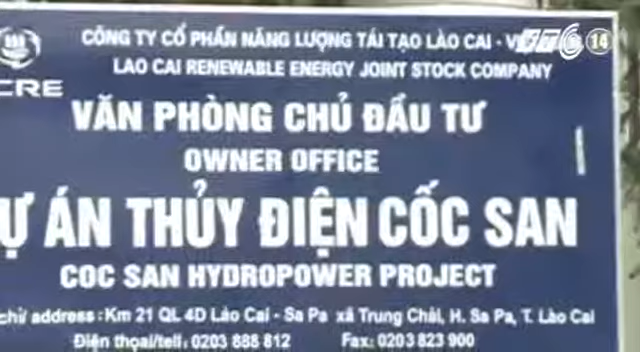 CÔNG TY CỔ PHẦN NĂNG LƯỢNG TÁI TẠO LÀO CAI -
VTC 14
LAO CAI RENEWABLE ENERGY JOINT STOCK COMPANY
CRE
VĂN PHÒNG CHỦ ĐẦU TƯ
OWNER OFFICE
Ự ÁN THỦY ĐIỆN CỐC SAN
COC SAN HYDROPOWER PROJECT
chỉ/ address : Km 21 QL 4D Lào Cai - Sa Pa xã Trung Chải, H. Sa Pa, T. Lào Cai
Điện thoại/tell: 0203 888 812 Fax: 0203 823 900